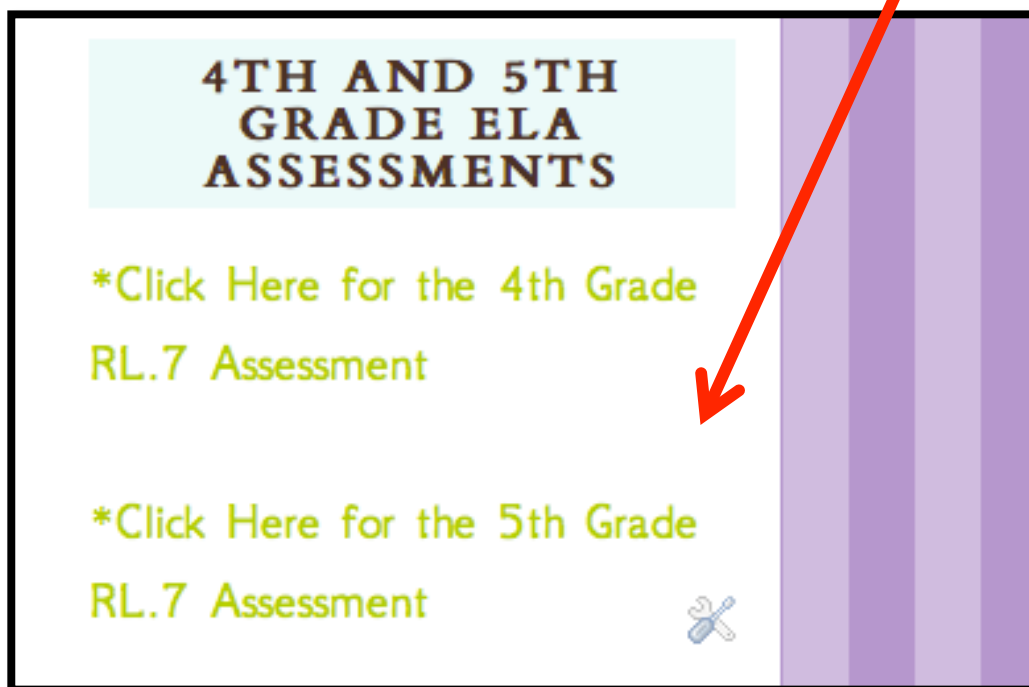 4TH AND 5TH
GRADE ELA
ASSESSMENTS
*Click Here for the 4th Grade
RL.7 Assessment
*Click Here for the 5th Grade
RL.7 Assessment